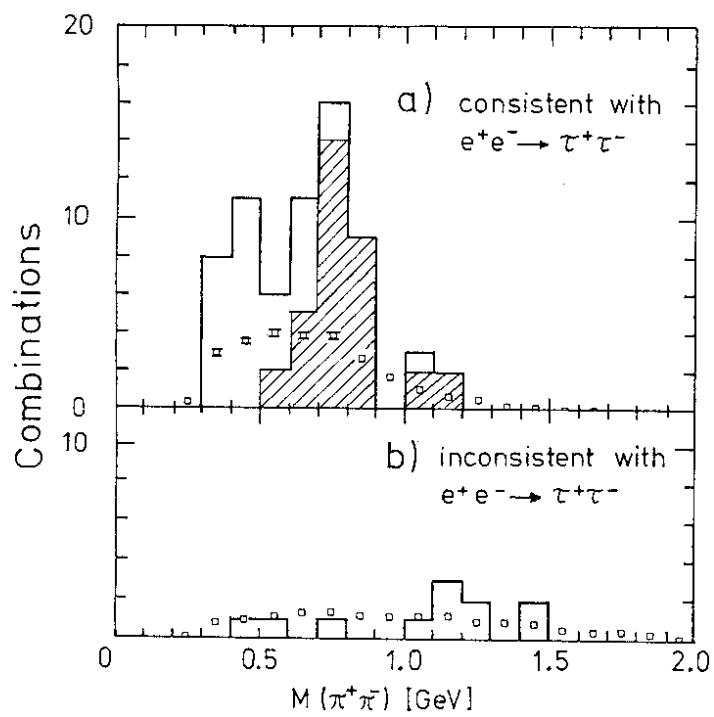 20
a) consistent with
e⁺e⁻ → τ⁺τ⁻
10
Combinations
0
b) inconsistent with
e⁺e⁻ → τ⁺τ⁻
10
0
0.5
1.0
1.5
2.0
M(π⁺π⁻) [GeV]